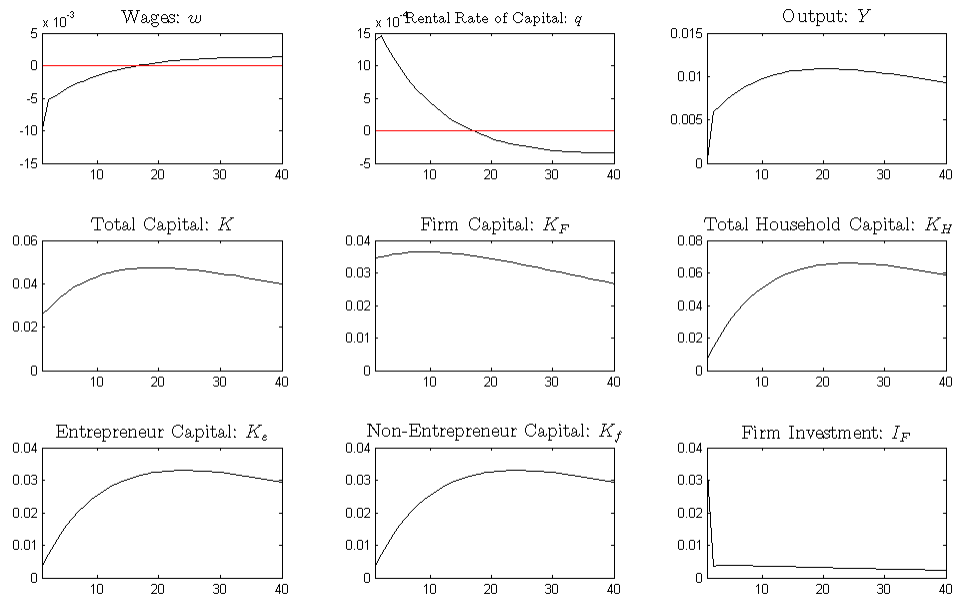 Wages: w
x 10^-3
5
0
-5
-10
-15
10 20 30 40
Rental Rate of Capital: q
x 10^-4
15
10
5
0
-5
10 20 30 40
Output: Y
0.015
0.01
0.005
0
10 20 30 40
Total Capital: K
0.06
0.04
0.02
0
10 20 30 40
Firm Capital: K_F
0.04
0.03
0.02
0.01
0
10 20 30 40
Total Household Capital: K_H
0.08
0.06
0.04
0.02
0
10 20 30 40
Entrepreneur Capital: K_e
0.04
0.03
0.02
0.01
0
10 20 30 40
Non-Entrepreneur Capital: K_f
0.04
0.03
0.02
0.01
0
10 20 30 40
Firm Investment: I_F
0.04
0.03
0.02
0.01
0
10 20 30 40